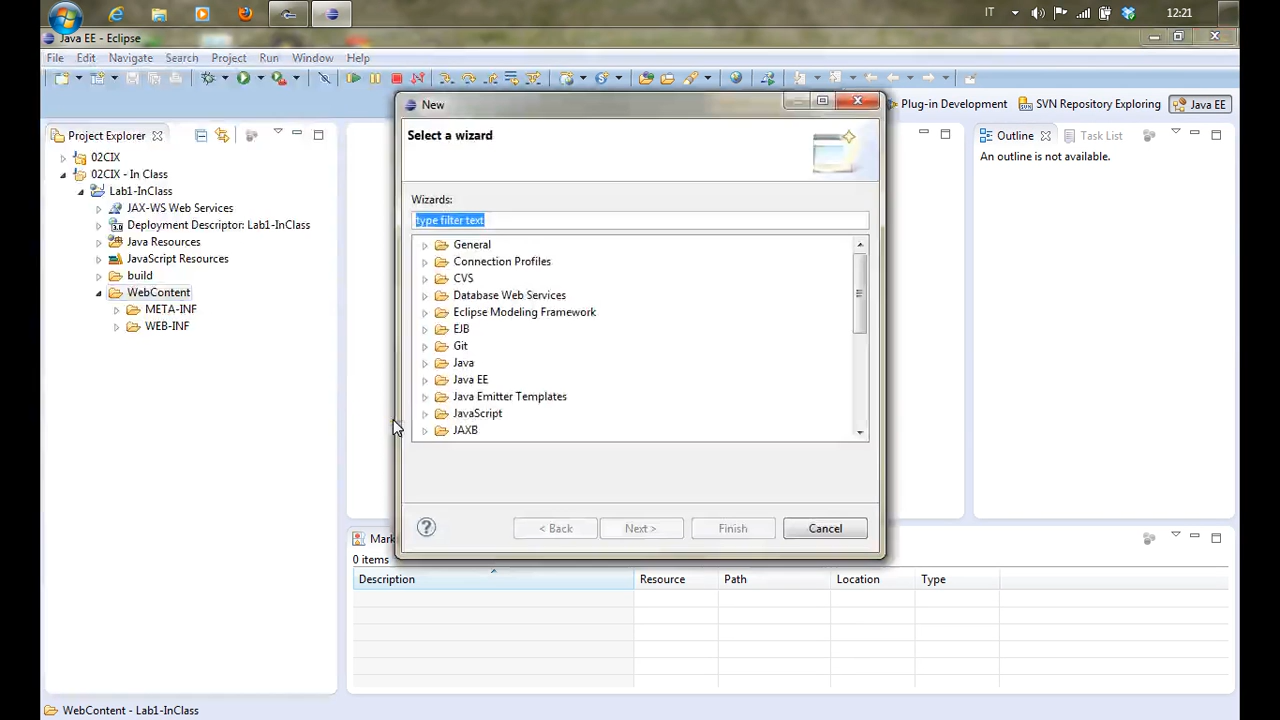 IT
12:21
Java EE - Eclipse
File Edit Navigate Search Project Run Window Help
Plug-in Development SVN Repository Exploring Java EE
Project Explorer
02CIX
02CIX - In Class
Lab1-InClass
JAX-WS Web Services
Deployment Descriptor: Lab1-InClass
Java Resources
JavaScript Resources
build
WebContent
META-INF
WEB-INF
New
Select a wizard
Wizards:
type filter text
General
Connection Profiles
CVS
Database Web Services
Eclipse Modeling Framework
EJB
Git
Java
Java EE
Java Emitter Templates
JavaScript
JAXB
< Back Next > Finish Cancel
Outline Task List
An outline is not available.
Mark
0 items
Description Resource Path Location Type
WebContent - Lab1-InClass